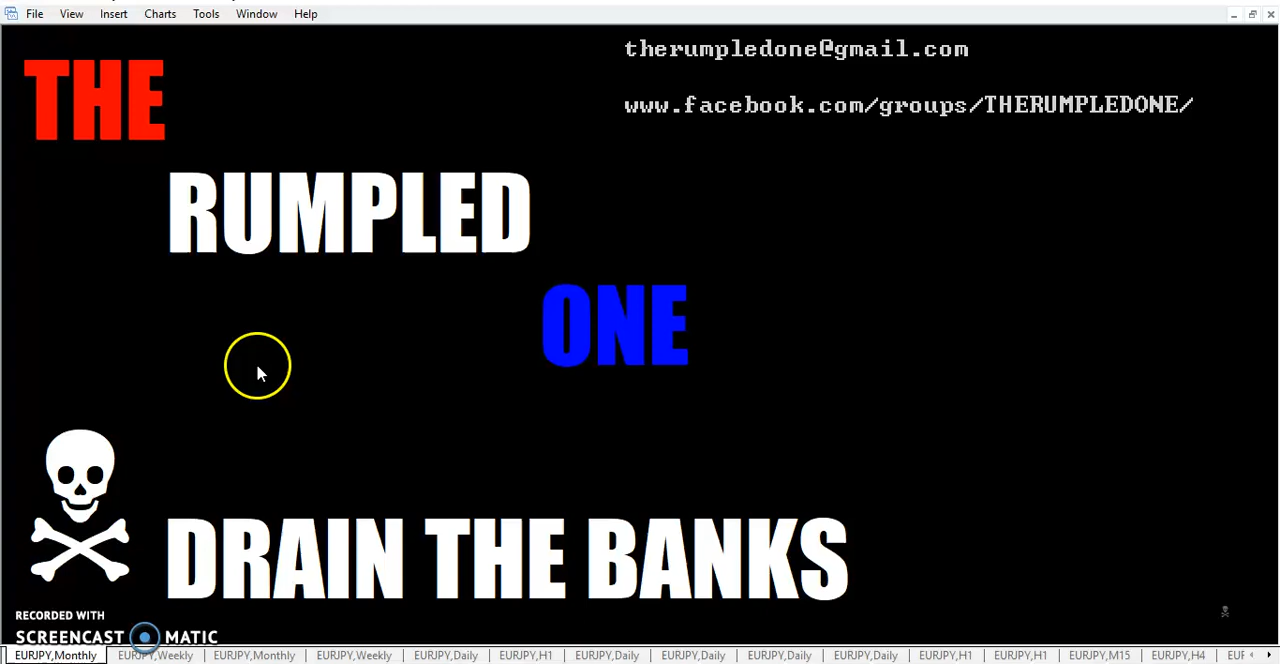 File View Insert Charts Tools Window Help
therumpledone@gmail.com
THE
www.facebook.com/groups/THERUMPLEDONE/
RUMPLED
ONE
DRAIN THE BANKS
RECORDED WITH
SCREENCAST MATIC
EURJPY,Monthly EURJPY,Weekly EURJPY,Monthly EURJPY,Weekly EURJPY,Daily EURJPY,H1 EURJPY,Daily EURJPY,Daily EURJPY,Daily EURJPY,Daily EURJPY,H1 EURJPY,H1 EURJPY,M15 EURJPY,H4 EUF